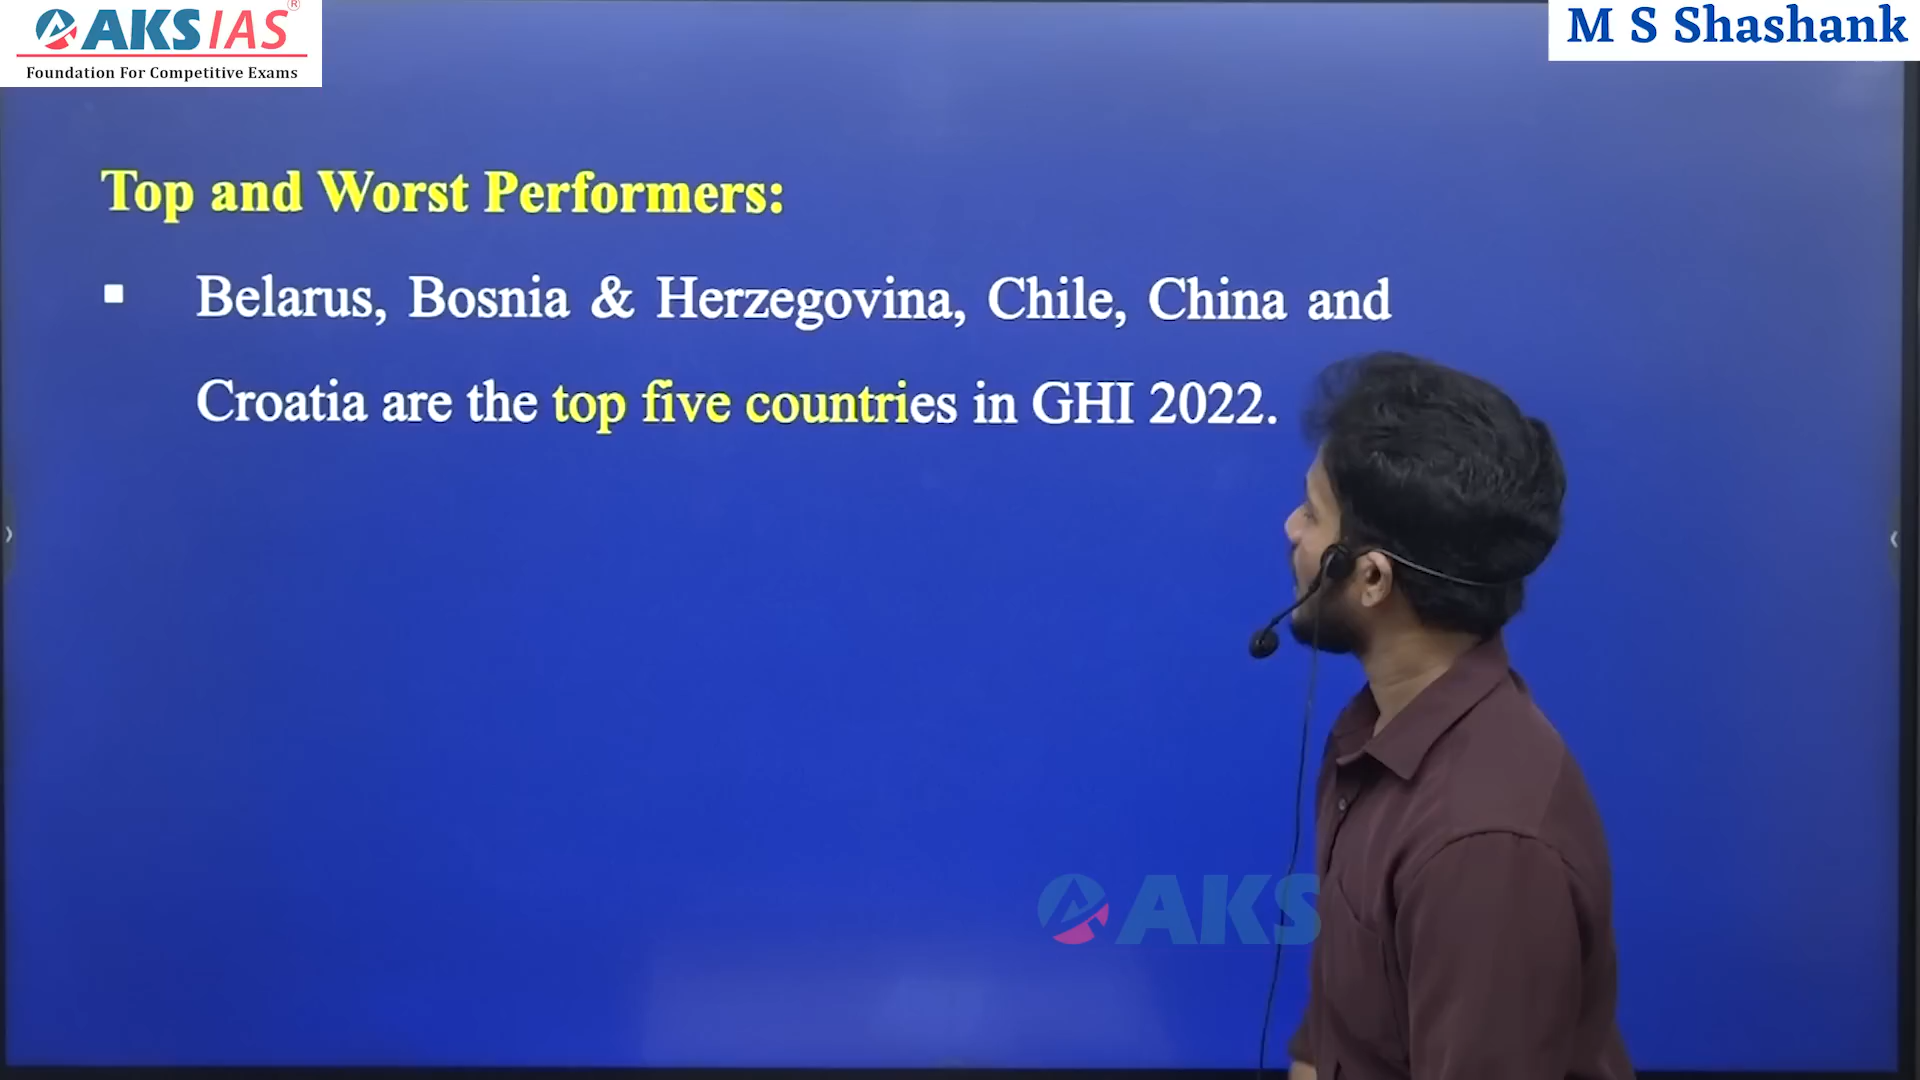 AKS IAS®
Foundation For Competitive Exams
M S Shashank
Top and Worst Performers:
▪ Belarus, Bosnia & Herzegovina, Chile, China and
Croatia are the top five countries in GHI 2022.
AKS